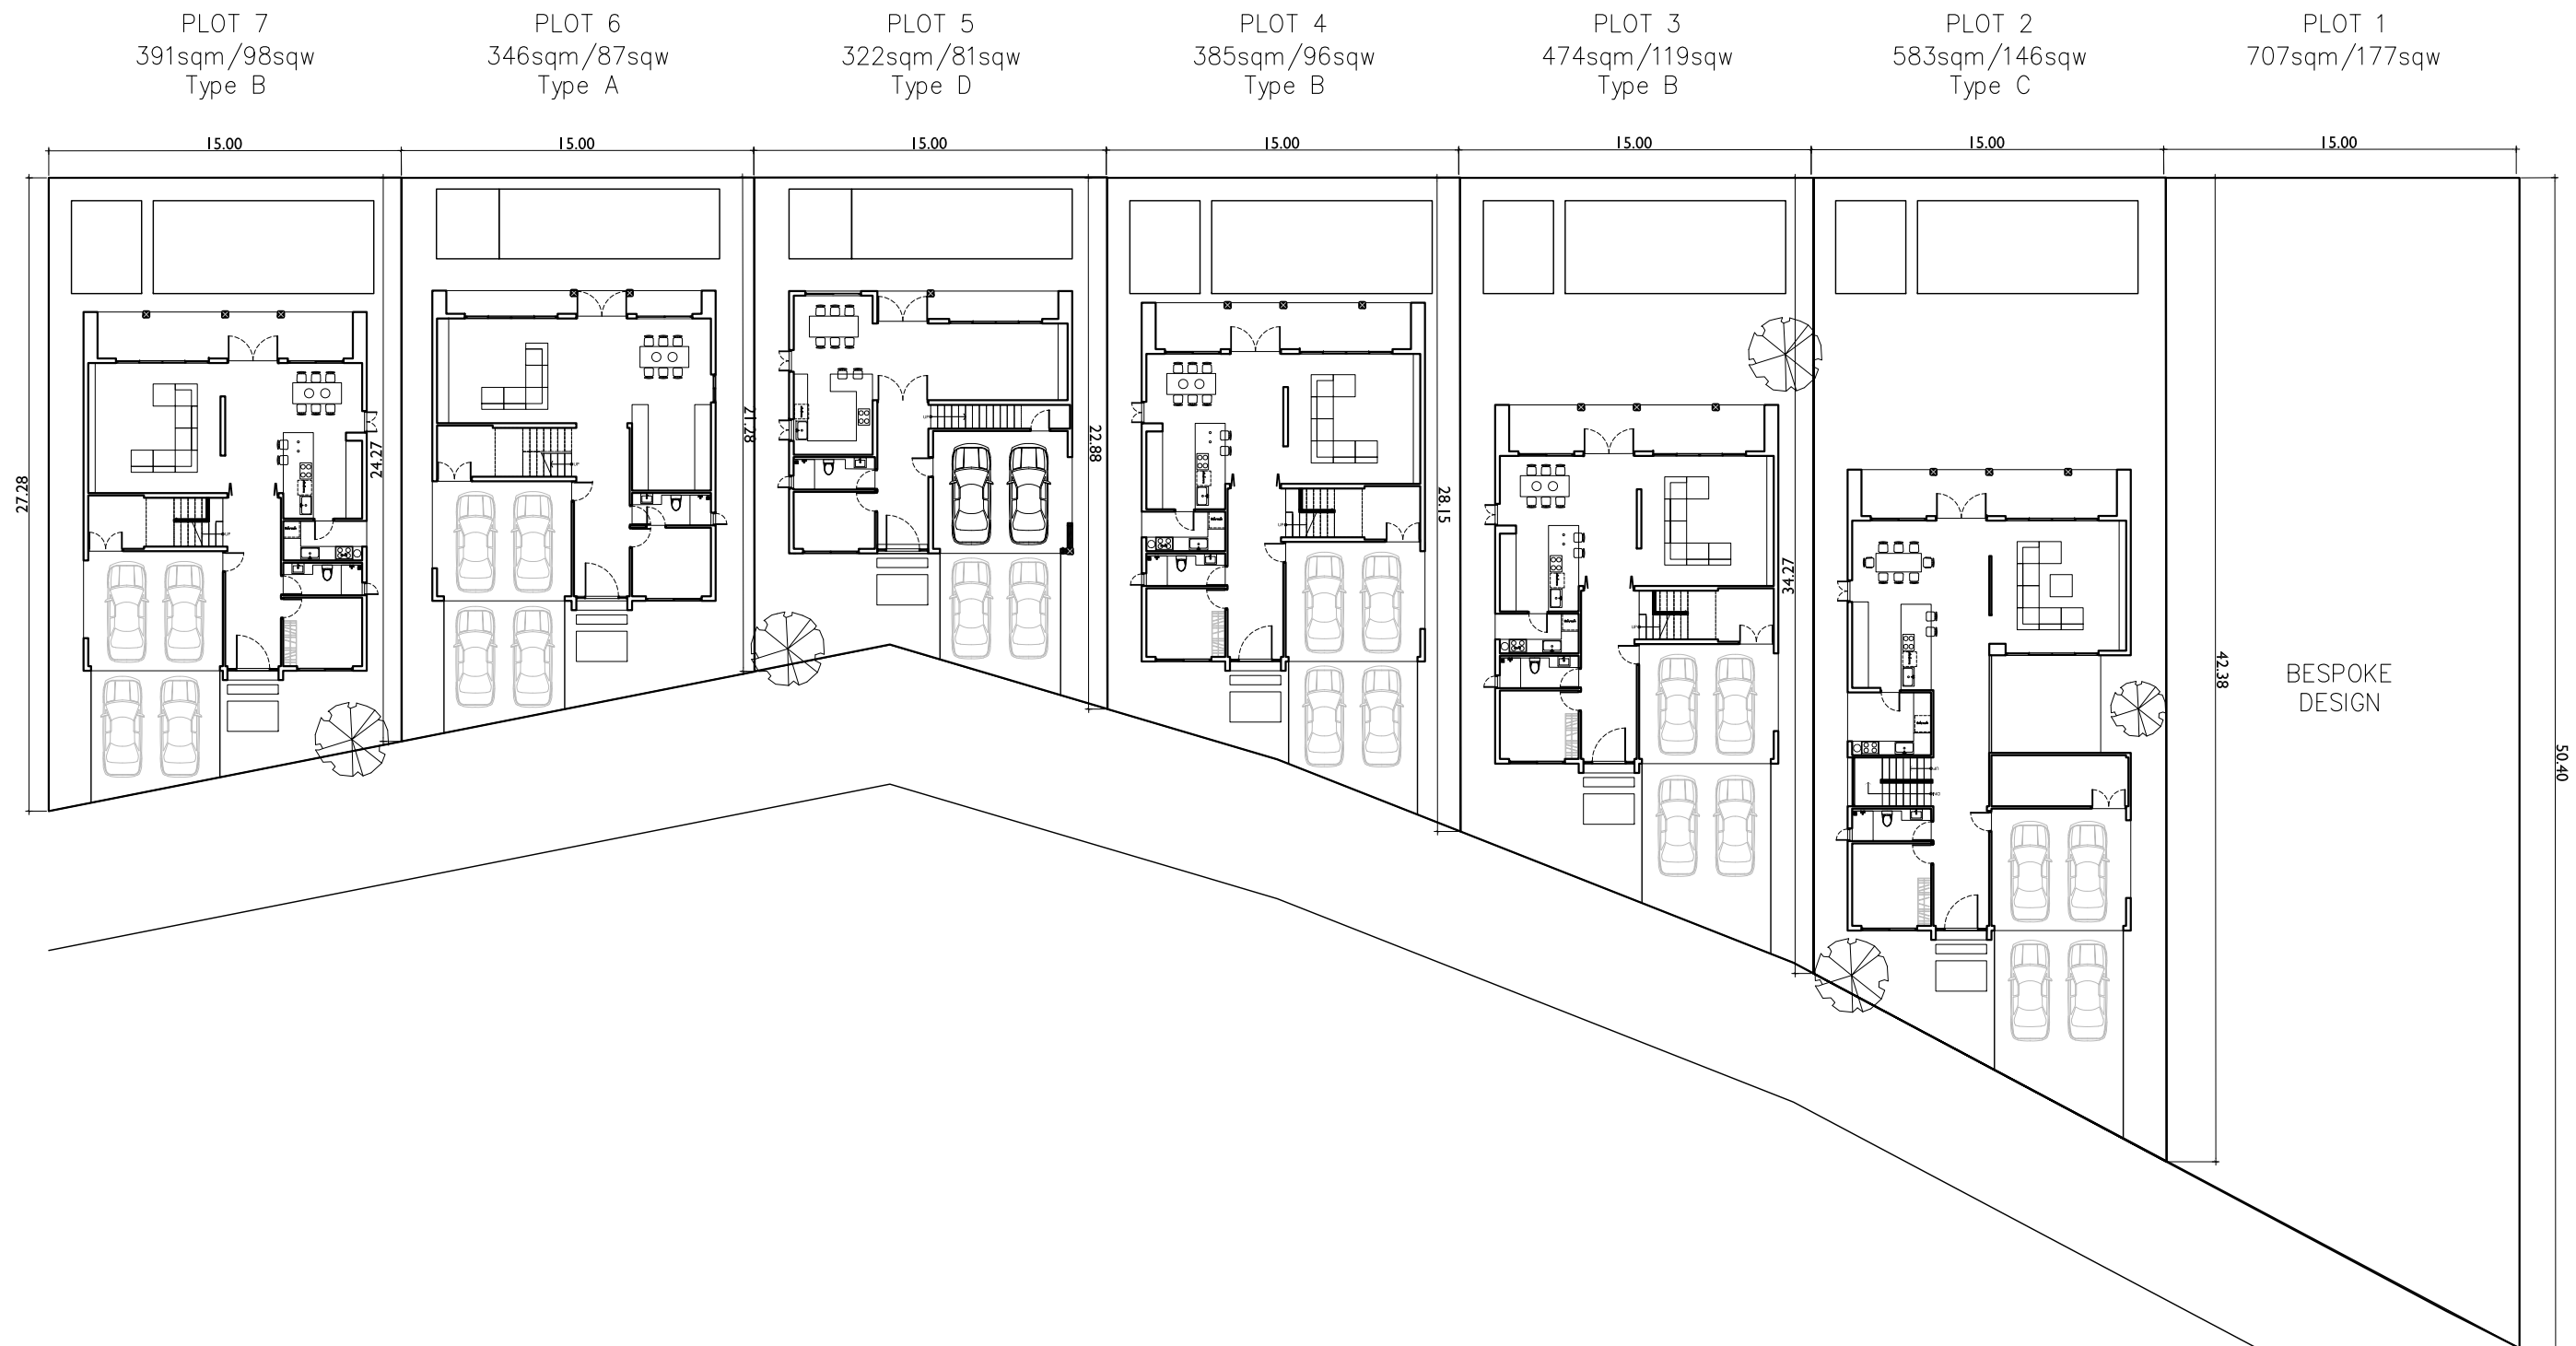 PLOT 7
391sqm/98sqw
Type B
PLOT 6
346sqm/87sqw
Type A
PLOT 5
322sqm/81sqw
Type D
PLOT 4
385sqm/96sqw
Type B
PLOT 3
474sqm/119sqw
Type B
PLOT 2
583sqm/146sqw
Type C
PLOT 1
707sqm/177sqw
15.00
15.00
15.00
15.00
15.00
15.00
15.00
27.28
24.27
21.28
22.88
28.15
34.27
42.38
50.40
BESPOKE
DESIGN